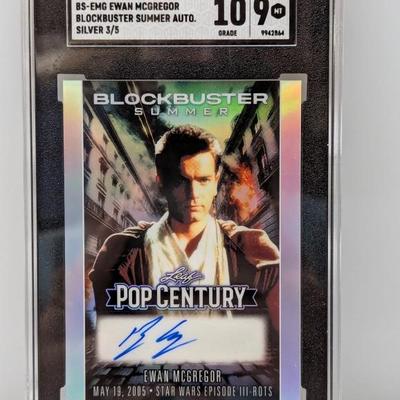 BS-EMG EWAN MCGREGOR
BLOCKBUSTER SUMMER AUTO.
SILVER 3/5
10
GRADE
9
MT
9942864
BLOCKBUSTER
SUMMER
Leaf
POP CENTURY
EWAN MCGREGOR
MAY 19, 2005 • STAR WARS EPISODE III-ROTS